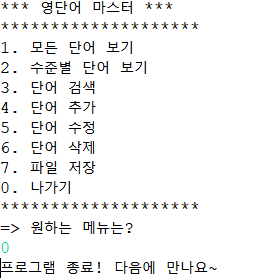 *** 영단어 마스터 ***
********************
1. 모든 단어 보기
2. 수준별 단어 보기
3. 단어 검색
4. 단어 추가
5. 단어 수정
6. 단어 삭제
7. 파일 저장
0. 나가기
********************
=> 원하는 메뉴는?
0
프로그램 종료! 다음에 만나요~